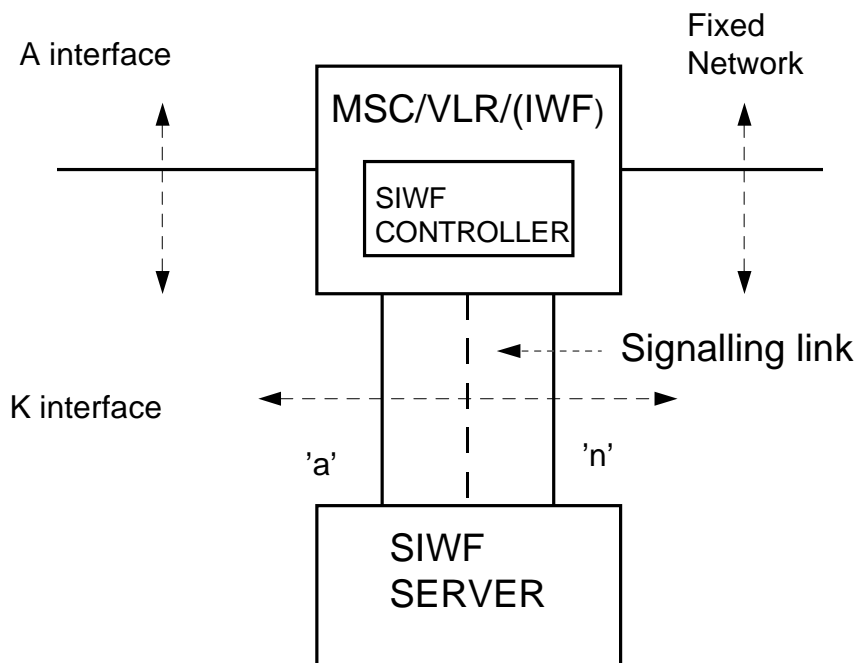 A interface
Fixed
Network
MSC/VLR/(IWF)
SIWF
CONTROLLER
Signalling link
K interface
’a’
’n’
SIWF
SERVER